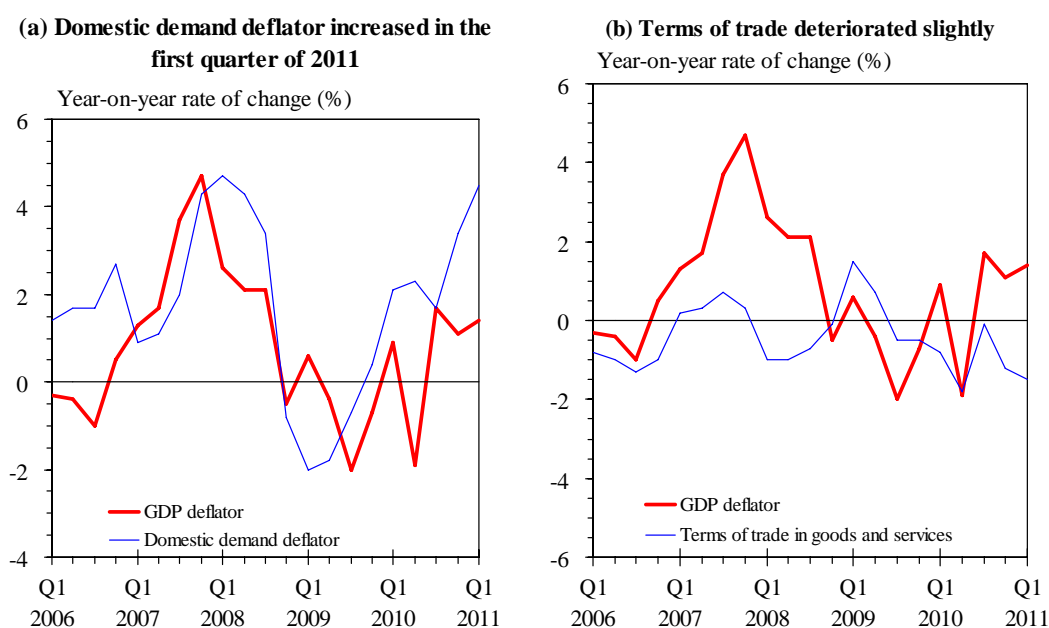 (a) Domestic demand deflator increased in the
first quarter of 2011
Year-on-year rate of change (%)
6
4
2
0
-2
-4
GDP deflator
Domestic demand deflator
Q1 Q1 Q1 Q1 Q1 Q1
2006 2007 2008 2009 2010 2011
(b) Terms of trade deteriorated slightly
Year-on-year rate of change (%)
6
4
2
0
-2
-4
-6
GDP deflator
Terms of trade in goods and services
Q1 Q1 Q1 Q1 Q1 Q1
2006 2007 2008 2009 2010 2011